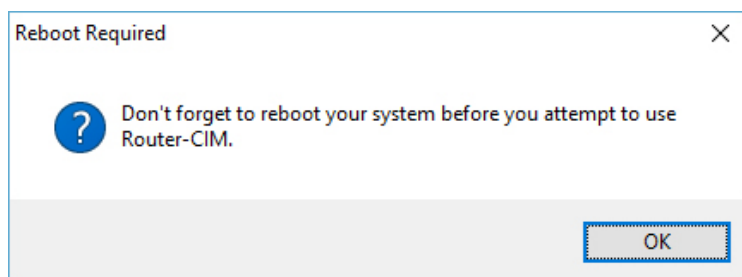 Reboot Required
Don't forget to reboot your system before you attempt to use
Router-CIM.
OK